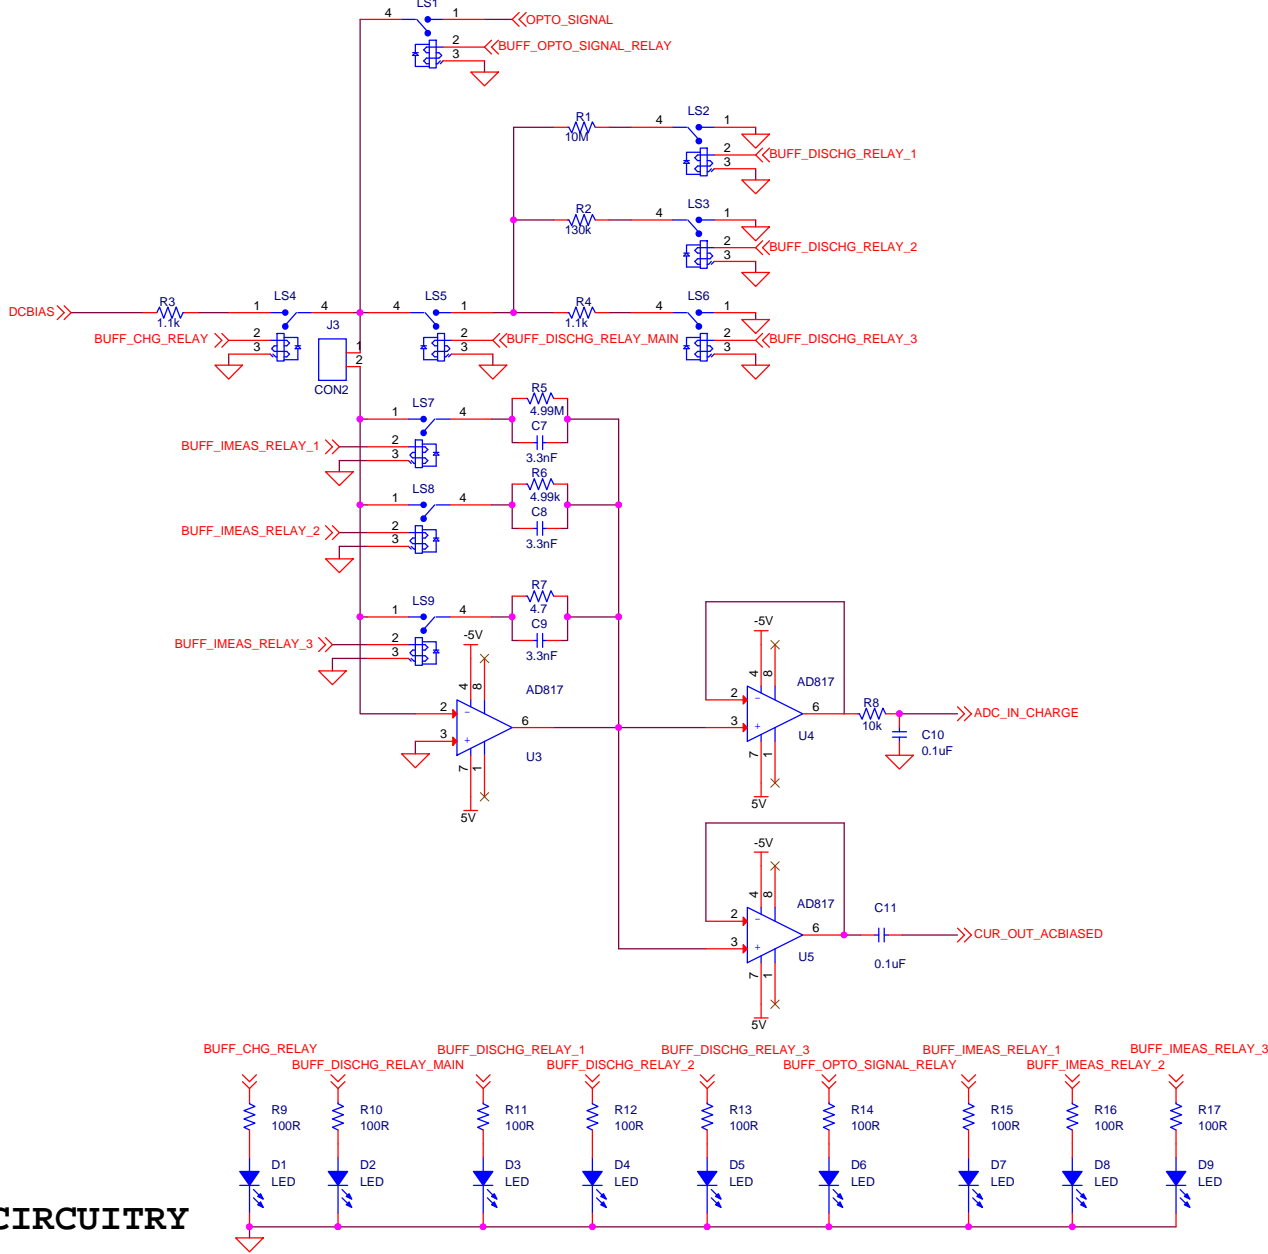 LS1
4 1 OPTO_SIGNAL
2 BUFF_OPTO_SIGNAL_RELAY
3
R1 4 LS2 1
10M
2 BUFF_DISCHG_RELAY_1
3
R2 4 LS3 1
130k
2 BUFF_DISCHG_RELAY_2
3
DCBIAS R3 1 LS4 4 4 LS5 1 R4 4 LS6 1
1.1k J3 1.1k
BUFF_CHG_RELAY 2 2 BUFF_DISCHG_RELAY_MAIN 2 BUFF_DISCHG_RELAY_3
3 1 3 3
2
CON2
R5
1 LS7 4 4.99M
C7
BUFF_IMEAS_RELAY_1 2
3 3.3nF
R6
1 LS8 4 4.99k
C8
BUFF_IMEAS_RELAY_2 2
3 3.3nF
R7
1 LS9 4 4.7
C9
BUFF_IMEAS_RELAY_3 2
3 3.3nF
-5V
4 8 AD817
2 - 6
3 + U3
7 1
5V
-5V
4 8 AD817
2 - 6 R8 ADC_IN_CHARGE
3 + U4 10k C10
0.1uF
7 1
5V
-5V
4 8 AD817
2 - 6 C11 CUR_OUT_ACBIASED
3 + U5 0.1uF
7 1
5V
BUFF_CHG_RELAY BUFF_DISCHG_RELAY_1 BUFF_DISCHG_RELAY_3 BUFF_IMEAS_RELAY_1 BUFF_IMEAS_RELAY_3
BUFF_DISCHG_RELAY_MAIN BUFF_DISCHG_RELAY_2 BUFF_OPTO_SIGNAL_RELAY BUFF_IMEAS_RELAY_2
R9 R10 R11 R12 R13 R14 R15 R16 R17
100R 100R 100R 100R 100R 100R 100R 100R 100R
D1 D2 D3 D4 D5 D6 D7 D8 D9
LED LED LED LED LED LED LED LED LED
CIRCUITRY